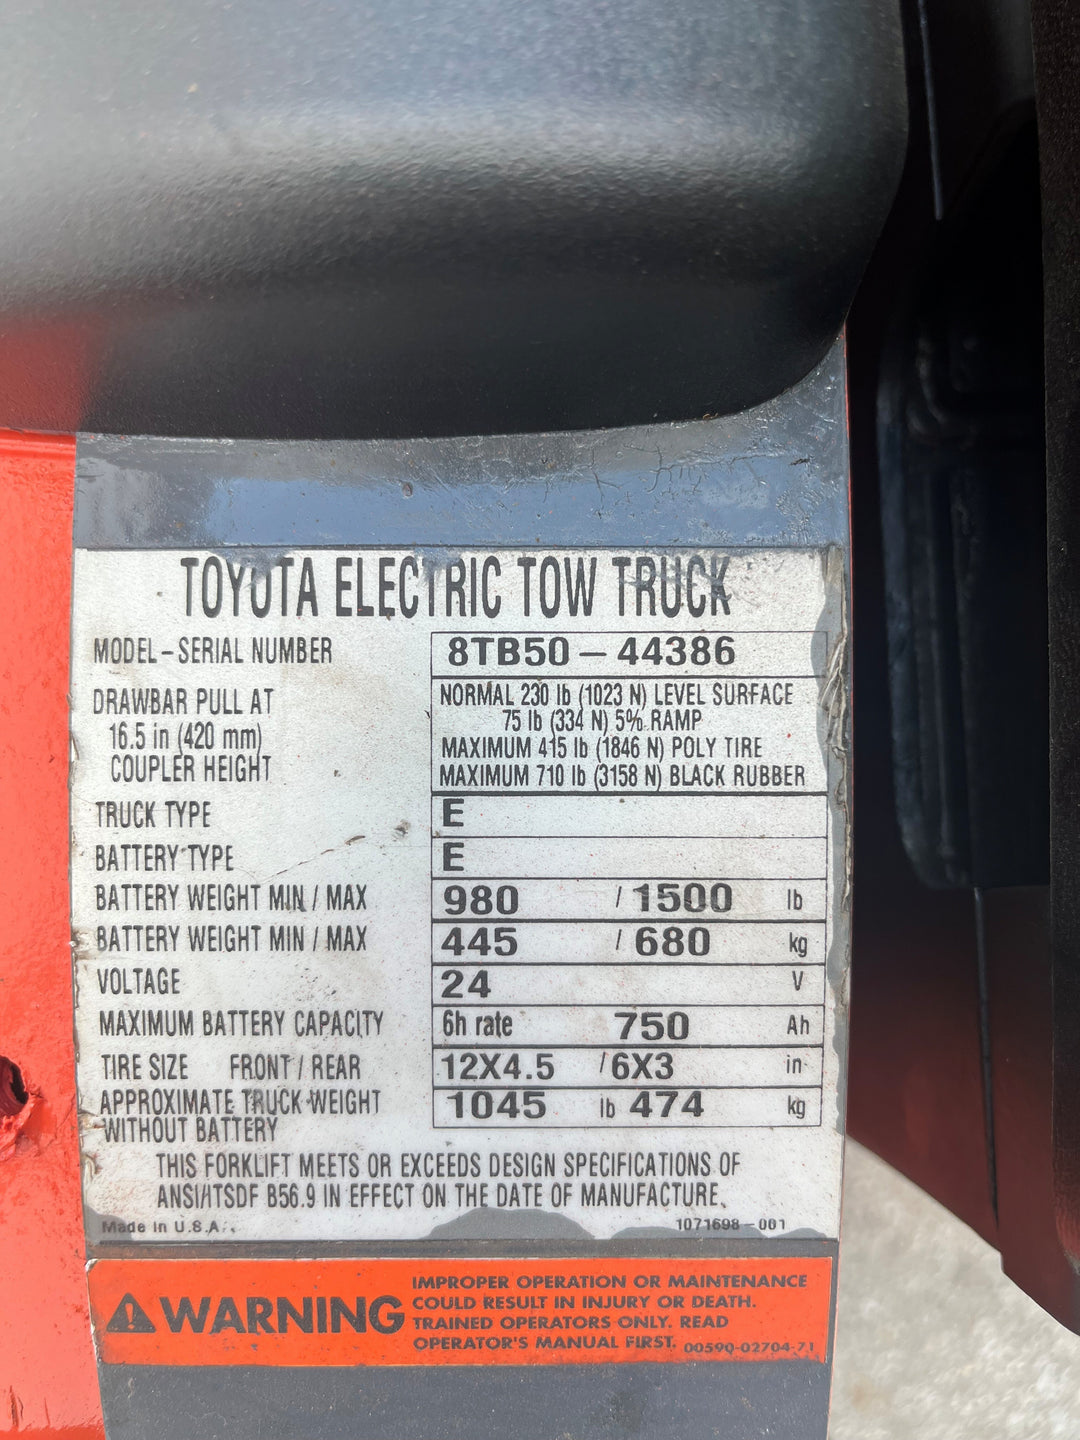 TOYOTA ELECTRIC TOW TRUCK
MODEL-SERIAL NUMBER 8TB50-44386
DRAWBAR PULL AT NORMAL 230 lb (1023 N) LEVEL SURFACE
16.5 in (420 mm) 75 lb (334 N) 5% RAMP
COUPLER HEIGHT MAXIMUM 415 lb (1846 N) POLY TIRE
MAXIMUM 710 lb (3158 N) BLACK RUBBER
TRUCK TYPE E
BATTERY TYPE E
BATTERY WEIGHT MIN / MAX 980 / 1500 lb
BATTERY WEIGHT MIN / MAX 445 / 680 kg
VOLTAGE 24 V
MAXIMUM BATTERY CAPACITY 6h rate 750 Ah
TIRE SIZE FRONT / REAR 12X4.5 / 6X3 in
APPROXIMATE TRUCK WEIGHT 1045 lb 474 kg
WITHOUT BATTERY
THIS FORKLIFT MEETS OR EXCEEDS DESIGN SPECIFICATIONS OF
ANSI/ITSDF B56.9 IN EFFECT ON THE DATE OF MANUFACTURE.
Made in U.S.A. 1071698-001
WARNING
IMPROPER OPERATION OR MAINTENANCE
COULD RESULT IN INJURY OR DEATH.
TRAINED OPERATORS ONLY. READ
OPERATOR'S MANUAL FIRST. 00590-02704-71